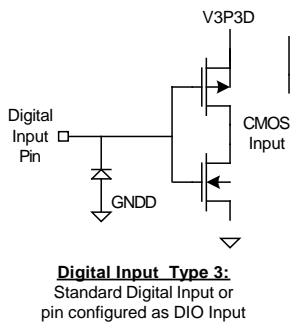 V3P3D
Digital
Input
Pin
CMOS
Input
GNDD
Digital Input Type 3:
Standard Digital Input or
pin configured as DIO Input